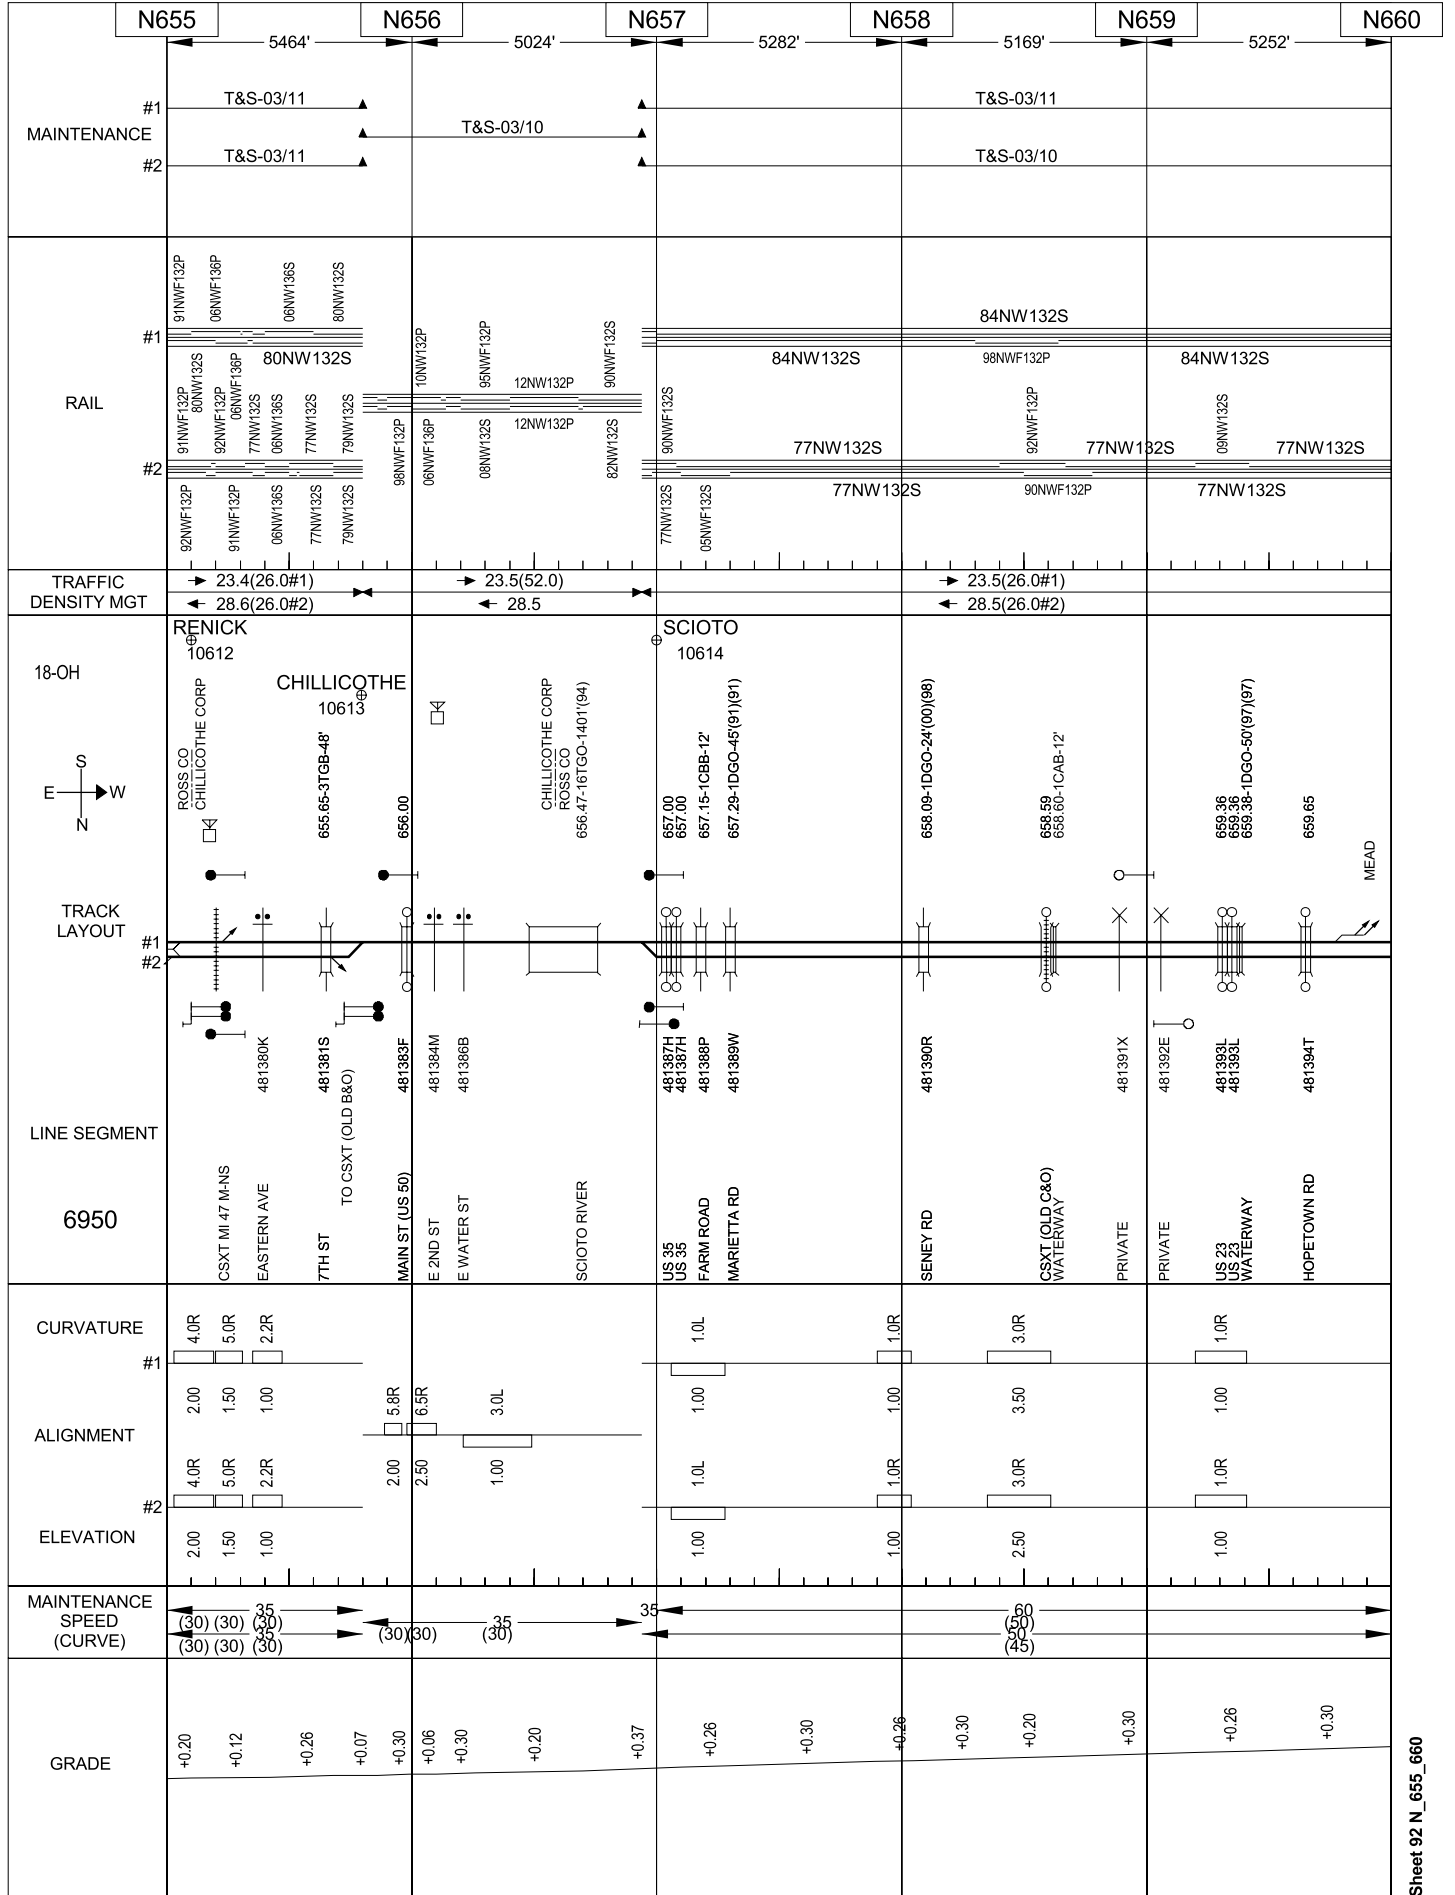 N655 N656 N657 N658 N659 N660
5464' 5024' 5282' 5169' 5252'
MAINTENANCE
#1 T&S-03/11 T&S-03/11
T&S-03/10
#2 T&S-03/11 T&S-03/10
RAIL
91NWF132P 06NWF136P 06NW136S 80NW132S
84NW132S
#1
80NW132S 84NW132S 98NWF132P 84NW132S
10NW132P 95NWF132P 12NW132P 90NWF132S
91NWF132P 80NW132S 92NWF132P 06NWF136P 77NW132S 06NW136S 77NW132S 79NW132S
98NWF132P 06NWF136P 08NW132S 12NW132P 82NW132S
90NWF132P 77NW132S 92NWF132P 77NW132S 09NW132S 77NW132S
#2
92NWF132P 91NWF132P 06NW136S 77NW132S 79NW132S
77NW132S 05NWF132S 77NW132S 90NWF132P 77NW132S
TRAFFIC
DENSITY MGT
23.4(26.0#1) 23.5(52.0) 23.5(26.0#1)
28.6(26.0#2) 28.5 28.5(26.0#2)
RENICK SCIOTO
10612 10614
18-OH
CHILLICOTHE
10613
S
E W
N
ROSS CO
CHILLICOTHE CORP
655.65-3TGB-48'
656.00
CHILLICOTHE CORP
ROSS CO
656.47-16TGO-1401'(94)
657.00
657.00
657.15-1CBB-12'
657.29-1DGO-45'(91)(91)
658.09-1DGO-24'(00)(98)
658.59
658.60-1CAB-12'
659.36
659.36
659.38-1DGO-50'(97)(97)
659.65
MEAD
TRACK
LAYOUT
#1
#2
481380K
481381S
481383F
481384M
481386B
481387H
481387H
481388P
481389W
481390R
481391X
481392E
481393L
481393L
481394T
LINE SEGMENT
6950
CSXT MI 47 M-NS
EASTERN AVE
7TH ST
TO CSXT (OLD B&O)
MAIN ST (US 50)
E 2ND ST
E WATER ST
SCIOTO RIVER
US 35
US 35
FARM ROAD
MARIETTA RD
SENEY RD
CSXT (OLD C&O)
WATERWAY
PRIVATE
PRIVATE
US 23
US 23
WATERWAY
HOPETOWN RD
CURVATURE
4.0R 5.0R 2.2R 1.0L 1.0R 3.0R 1.0R
#1
2.00 1.50 1.00 1.00 1.00 3.50 1.00
5.8R 6.5R 3.0L
ALIGNMENT
2.00 2.50 1.00
4.0R 5.0R 2.2R 1.0L 1.0R 3.0R 1.0R
#2
ELEVATION
2.00 1.50 1.00 1.00 1.00 2.50 1.00
MAINTENANCE
SPEED
(CURVE)
35 35 60
(30) (30) (30) 35 (50)
35 (30)(30) (30) 50
(30) (30) (30) (45)
GRADE
+0.20 +0.12 +0.26 +0.07 +0.30 +0.06 +0.30 +0.20 +0.37 +0.26 +0.30 +0.26 +0.30 +0.20 +0.30 +0.26 +0.30
Sheet 92 N_655_660